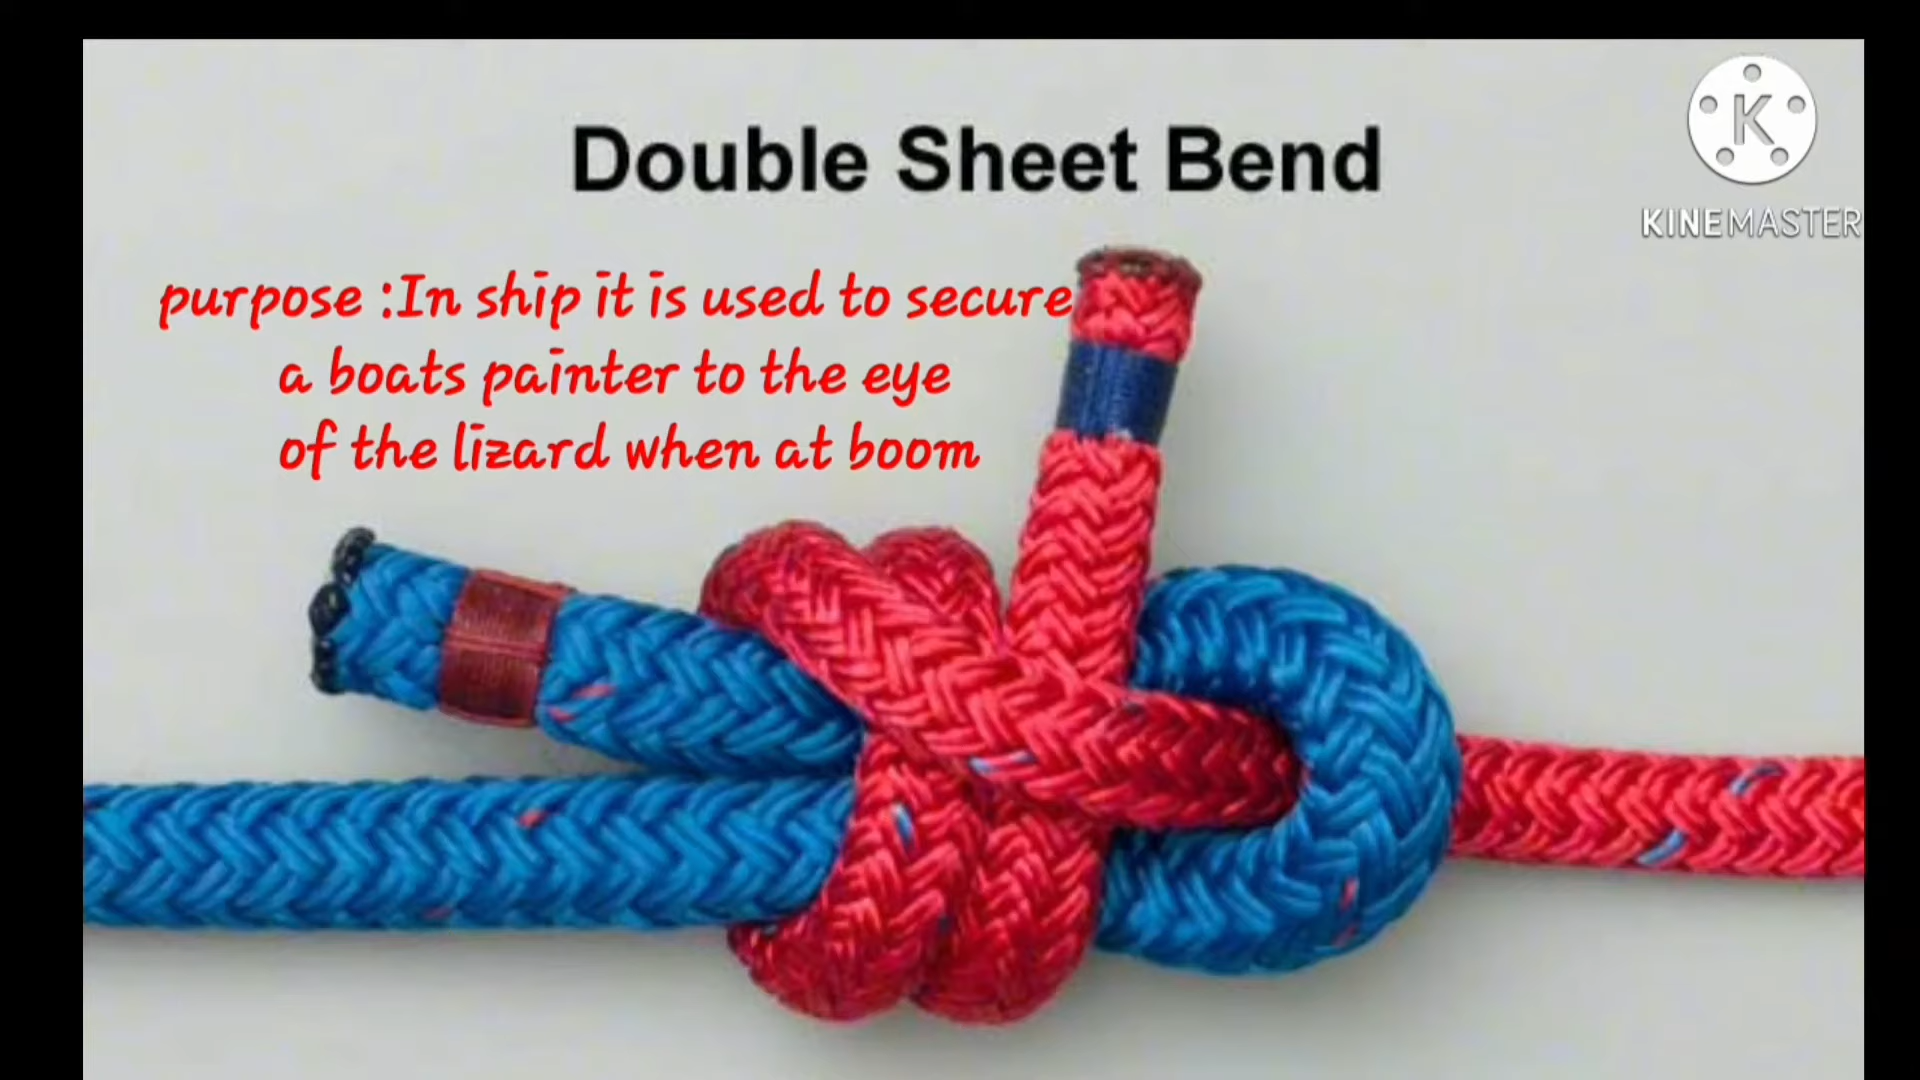 Double Sheet Bend
K
KINEMASTER
purpose :In ship it is used to secure
a boats painter to the eye
of the lizard when at boom